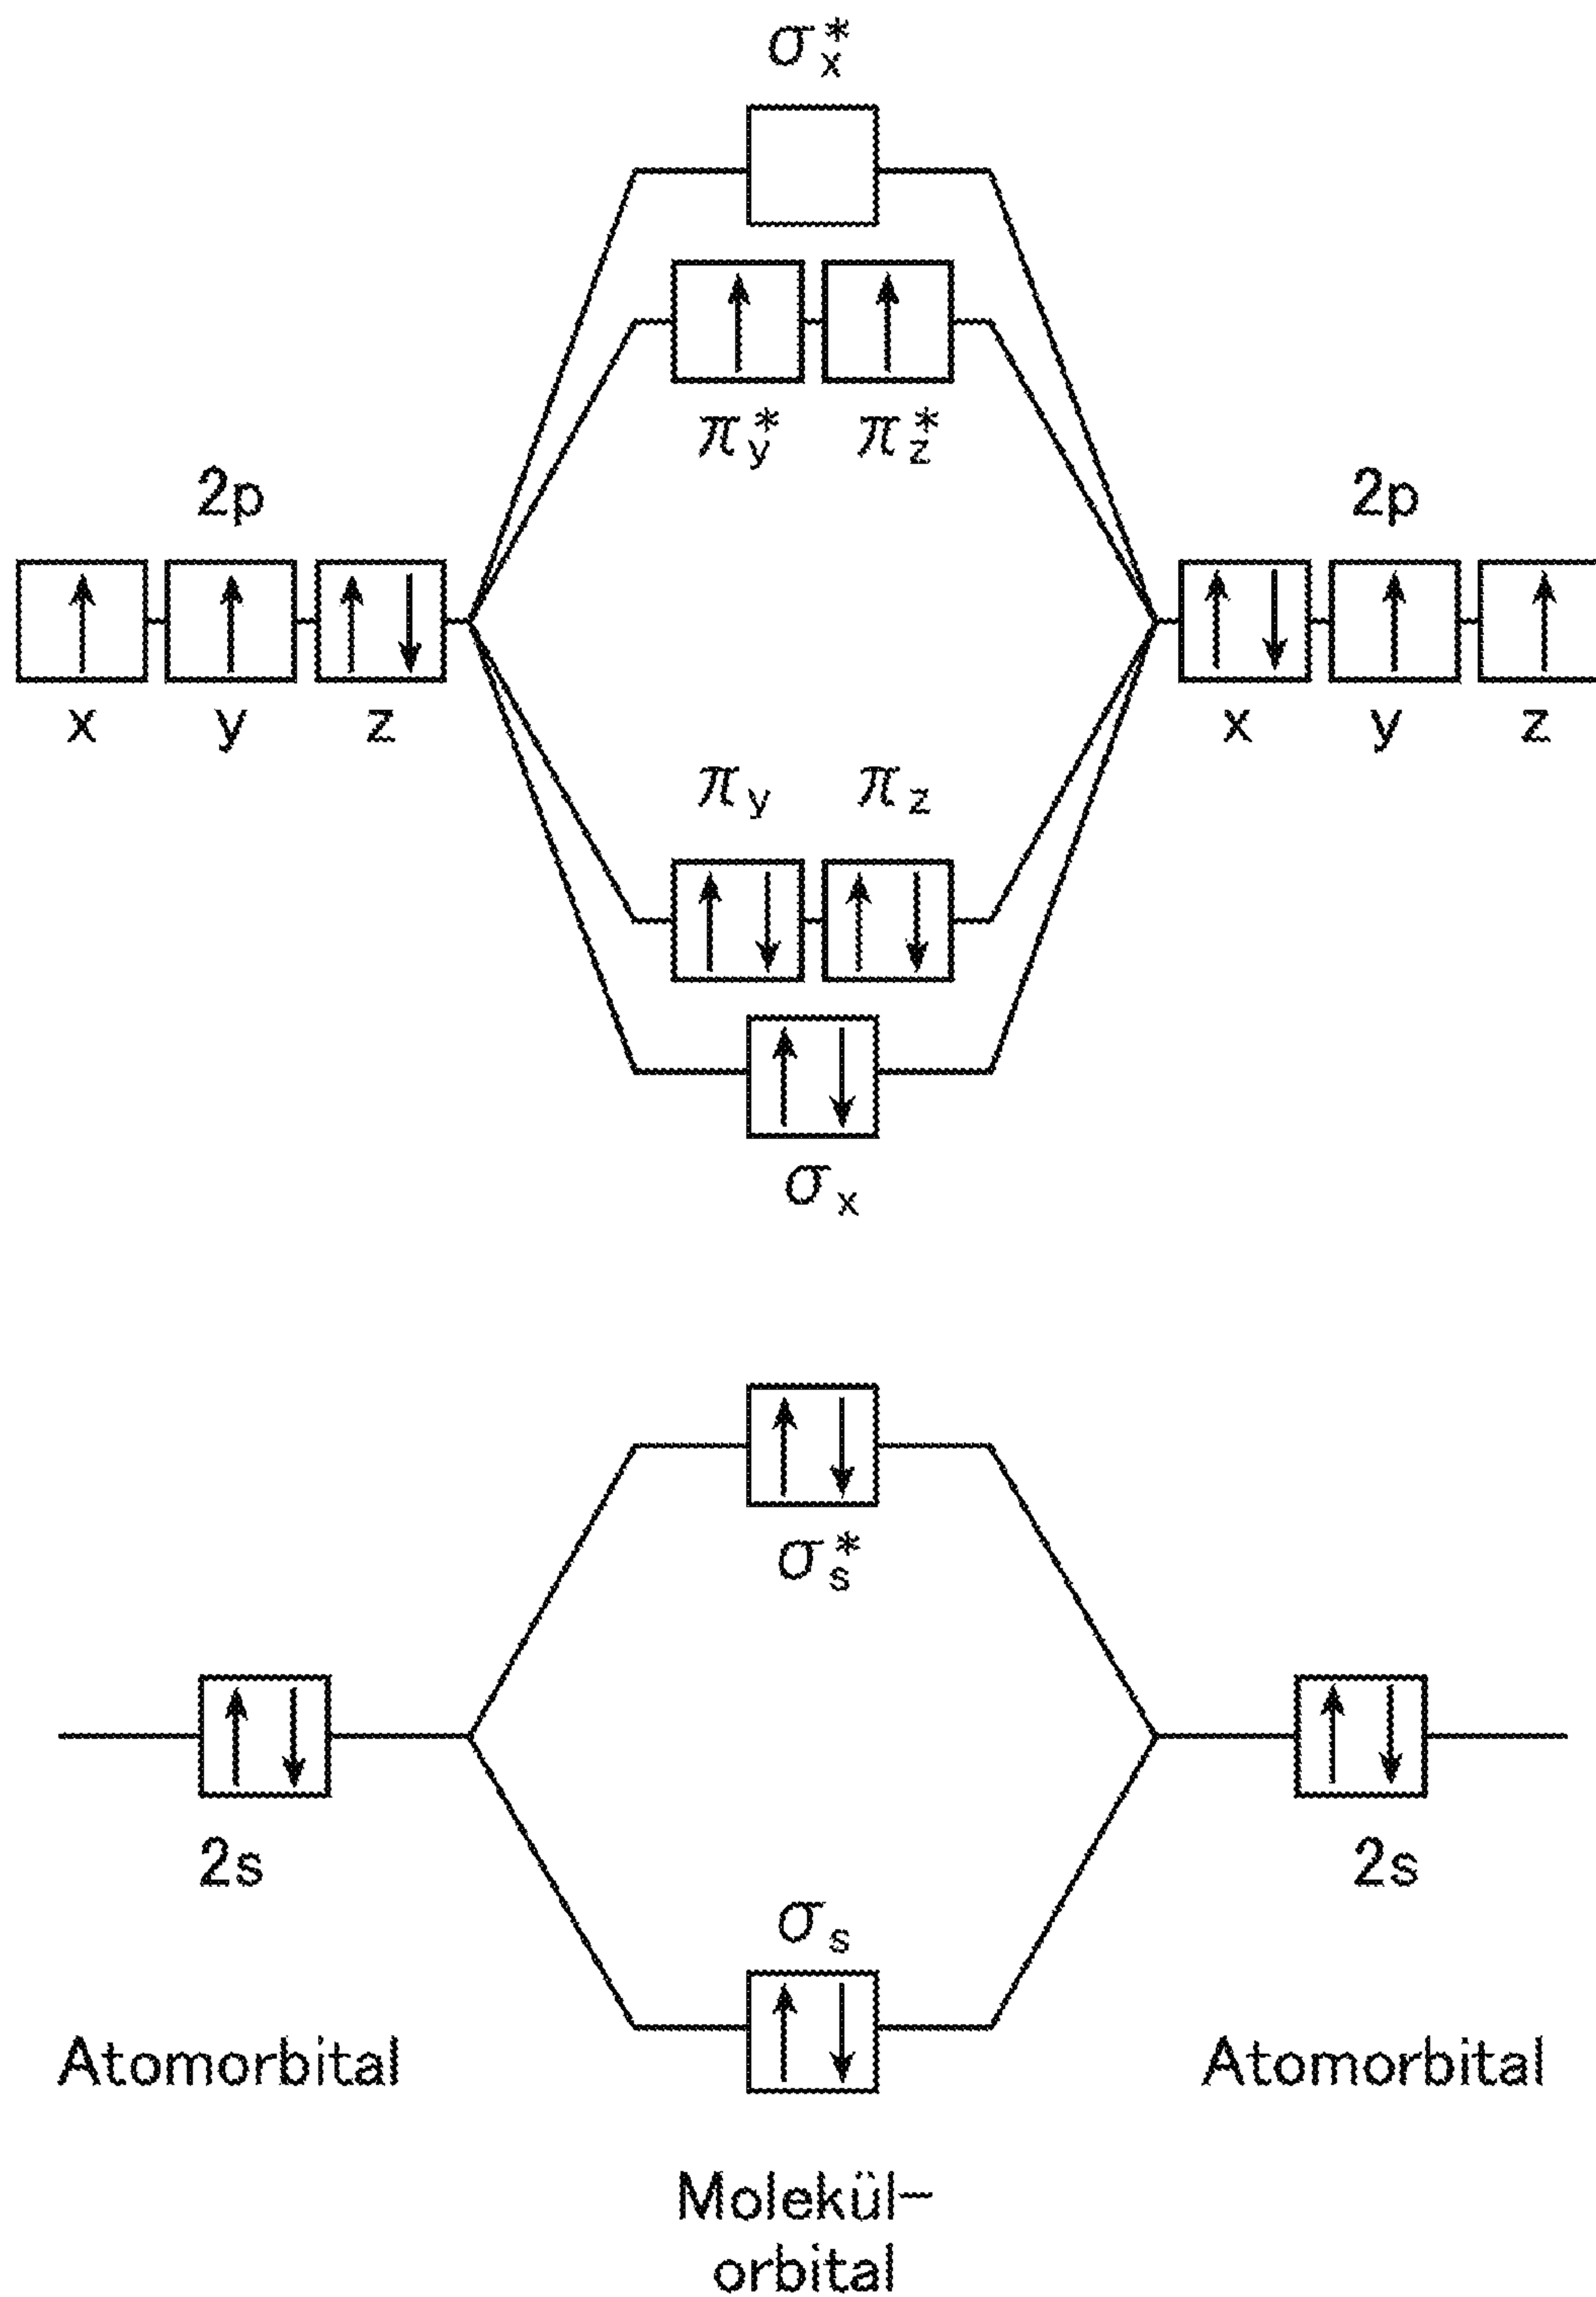 σx*
πy* πz*
2p 2p
x y z x y z
πy πz
σx
σs*
2s 2s
σs
Atomorbital Atomorbital
Molekül-
orbital